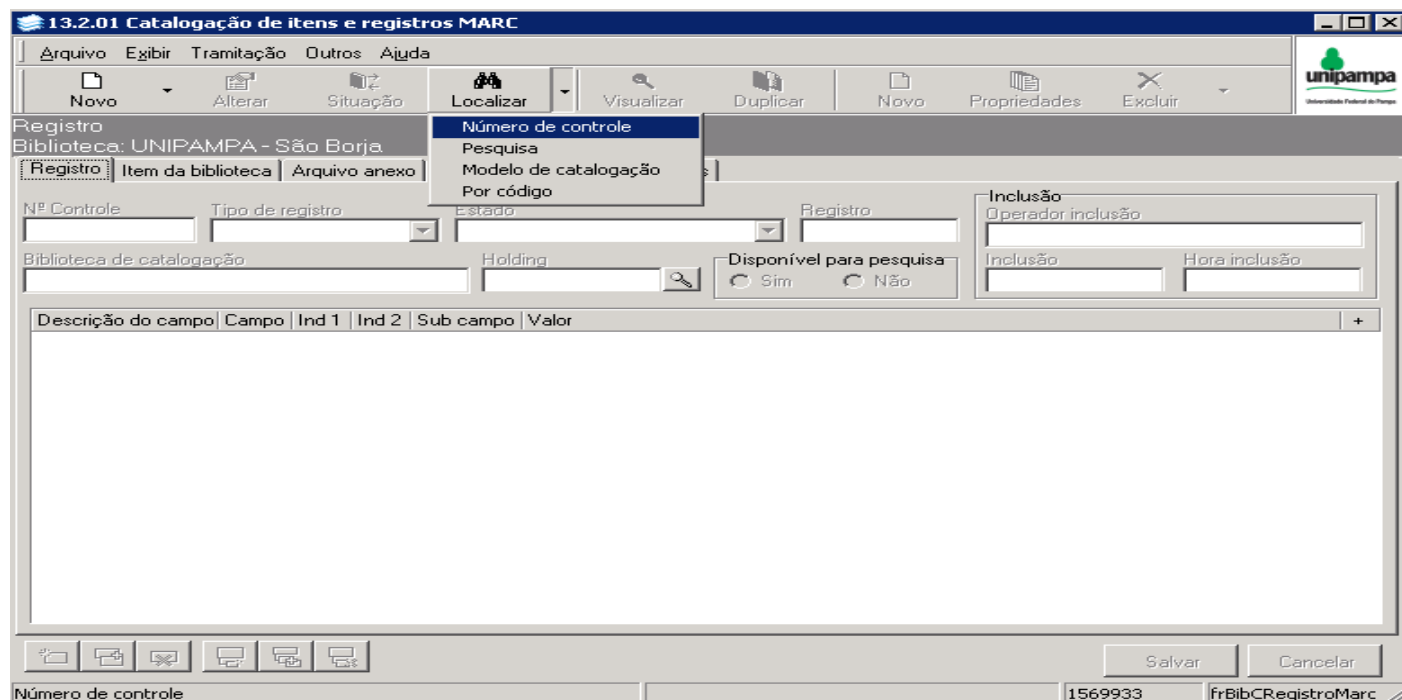 13.2.01 Catalogação de itens e registros MARC
Arquivo Exibir Tramitação Outros Ajuda
Novo Alterar Situação Localizar Visualizar Duplicar Novo Propriedades Excluir
unipampa
Universidade Federal do Pampa
Número de controle
Pesquisa
Modelo de catalogação
Por código
Registro
Biblioteca: UNIPAMPA - São Borja
Registro Item da biblioteca Arquivo anexo
Nº Controle Tipo de registro Estado Registro
Inclusão
Operador inclusão
Biblioteca de catalogação Holding Disponível para pesquisa Inclusão Hora inclusão
Sim Não
Descrição do campo Campo Ind 1 Ind 2 Sub campo Valor +
Salvar Cancelar
Número de controle 1569933 frBibCRegistroMarc